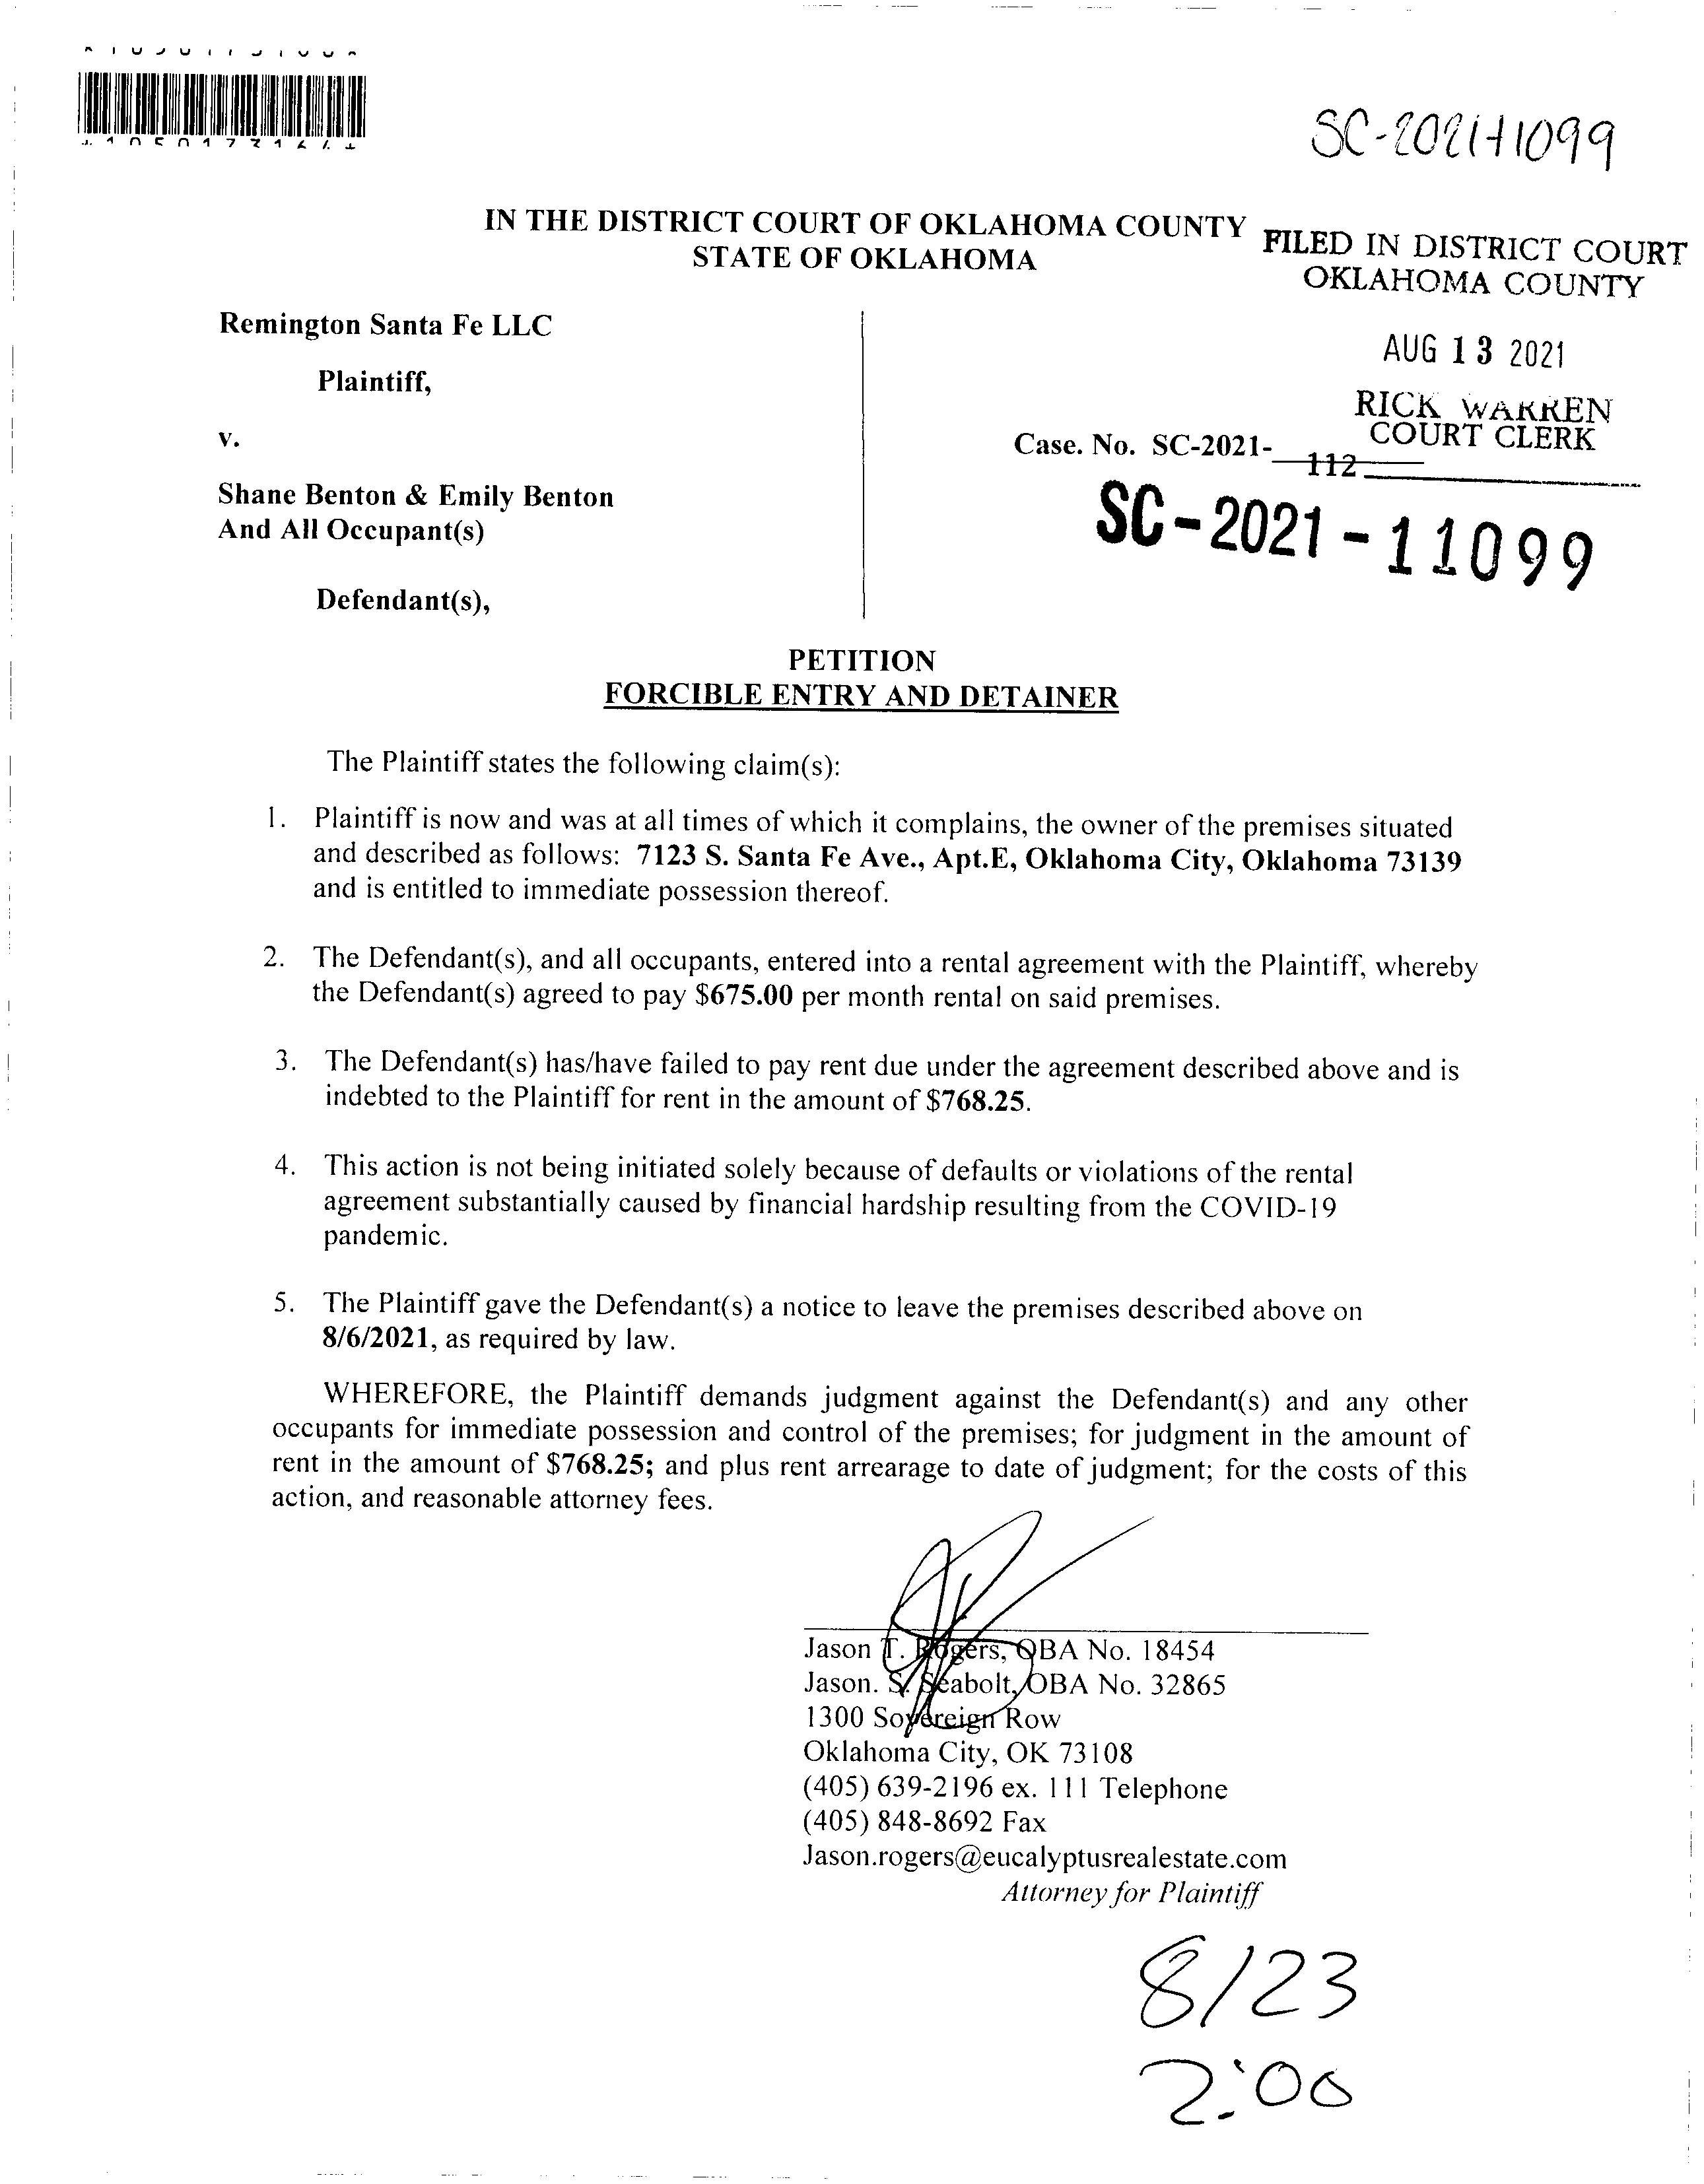 SC-2021-11099
IN THE DISTRICT COURT OF OKLAHOMA COUNTY
STATE OF OKLAHOMA
FILED IN DISTRICT COURT
OKLAHOMA COUNTY
AUG 13 2021
RICK WARREN
COURT CLERK
Remington Santa Fe LLC
Plaintiff,
v.
Case. No. SC-2021-112
Shane Benton & Emily Benton
And All Occupant(s)
SC-2021-11099
Defendant(s),
PETITION
FORCIBLE ENTRY AND DETAINER
The Plaintiff states the following claim(s):
1. Plaintiff is now and was at all times of which it complains, the owner of the premises situated
and described as follows: 7123 S. Santa Fe Ave., Apt.E, Oklahoma City, Oklahoma 73139
and is entitled to immediate possession thereof.
2. The Defendant(s), and all occupants, entered into a rental agreement with the Plaintiff, whereby
the Defendant(s) agreed to pay $675.00 per month rental on said premises.
3. The Defendant(s) has/have failed to pay rent due under the agreement described above and is
indebted to the Plaintiff for rent in the amount of $768.25.
4. This action is not being initiated solely because of defaults or violations of the rental
agreement substantially caused by financial hardship resulting from the COVID-19
pandemic.
5. The Plaintiff gave the Defendant(s) a notice to leave the premises described above on
8/6/2021, as required by law.
WHEREFORE, the Plaintiff demands judgment against the Defendant(s) and any other
occupants for immediate possession and control of the premises; for judgment in the amount of
rent in the amount of $768.25; and plus rent arrearage to date of judgment; for the costs of this
action, and reasonable attorney fees.
Jason T. Rogers, OBA No. 18454
Jason. S. Seabolt, OBA No. 32865
1300 Sovereign Row
Oklahoma City, OK 73108
(405) 639-2196 ex. 111 Telephone
(405) 848-8692 Fax
Jason.rogers@eucalyptusrealestate.com
Attorney for Plaintiff
8/23
2:00